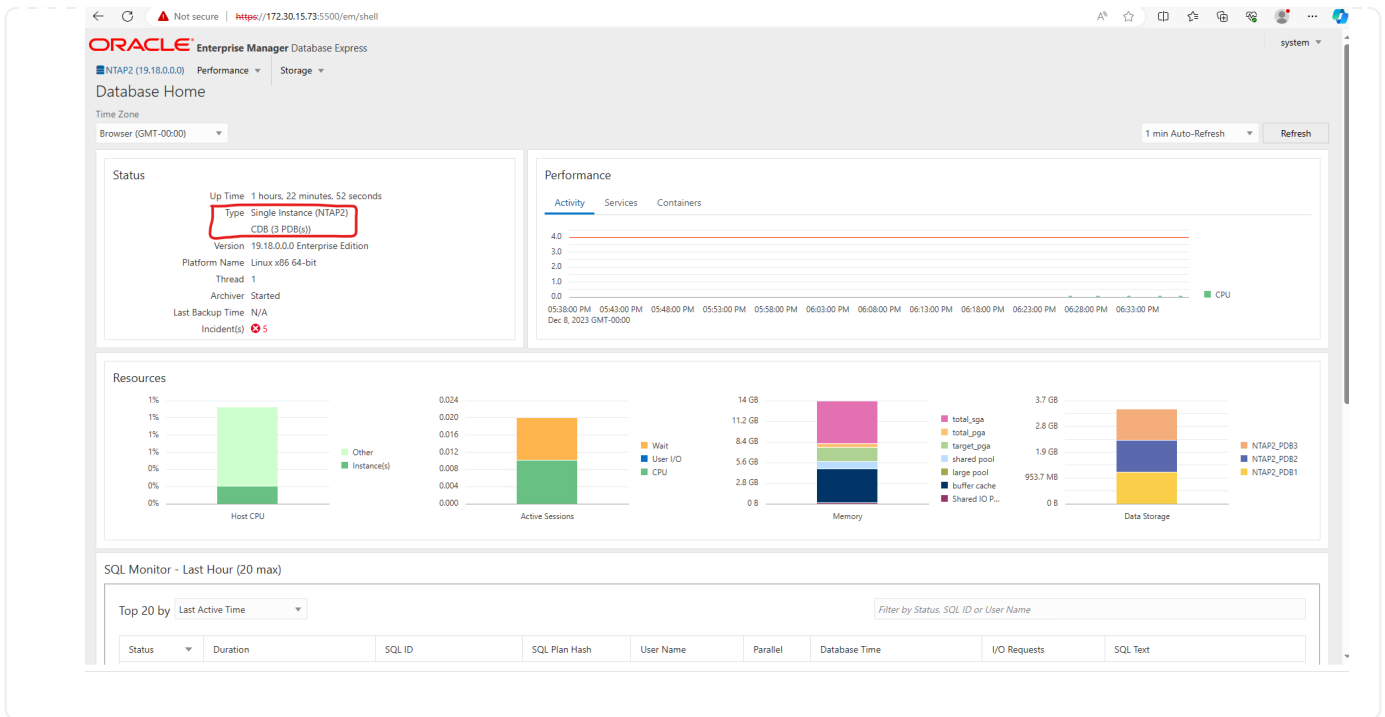 Not secure | https://172.30.15.73:5500/em/shell
ORACLE Enterprise Manager Database Express
system
NTAP2 (19.18.0.0.0) Performance Storage
Database Home
Time Zone
Browser (GMT-00:00)
1 min Auto-Refresh
Refresh
Status
Up Time 1 hours, 22 minutes, 52 seconds
Type Single Instance (NTAP2)
CDB (3 PDB(s))
Version 19.18.0.0.0 Enterprise Edition
Platform Name Linux x86 64-bit
Thread 1
Archiver Started
Last Backup Time N/A
Incident(s) 5
Performance
Activity Services Containers
4.0
3.0
2.0
1.0
0.0
05:38:00 PM 05:43:00 PM 05:48:00 PM 05:53:00 PM 05:58:00 PM 06:03:00 PM 06:08:00 PM 06:13:00 PM 06:18:00 PM 06:23:00 PM 06:28:00 PM 06:33:00 PM
Dec 8, 2023 GMT-00:00
CPU
Resources
1%
1%
1%
1%
0%
0%
0%
Host CPU
Other
Instance(s)
0.024
0.020
0.016
0.012
0.008
0.004
0.000
Active Sessions
Wait
User I/O
CPU
14 GB
11.2 GB
8.4 GB
5.6 GB
2.8 GB
0 B
Memory
total_sga
total_pga
target_pga
shared pool
large pool
buffer cache
Shared IO P...
3.7 GB
2.8 GB
1.9 GB
953.7 MB
0 B
Data Storage
NTAP2_PDB3
NTAP2_PDB2
NTAP2_PDB1
SQL Monitor - Last Hour (20 max)
Top 20 by Last Active Time
Filter by Status, SQL ID or User Name
Status Duration SQL ID SQL Plan Hash User Name Parallel Database Time I/O Requests SQL Text